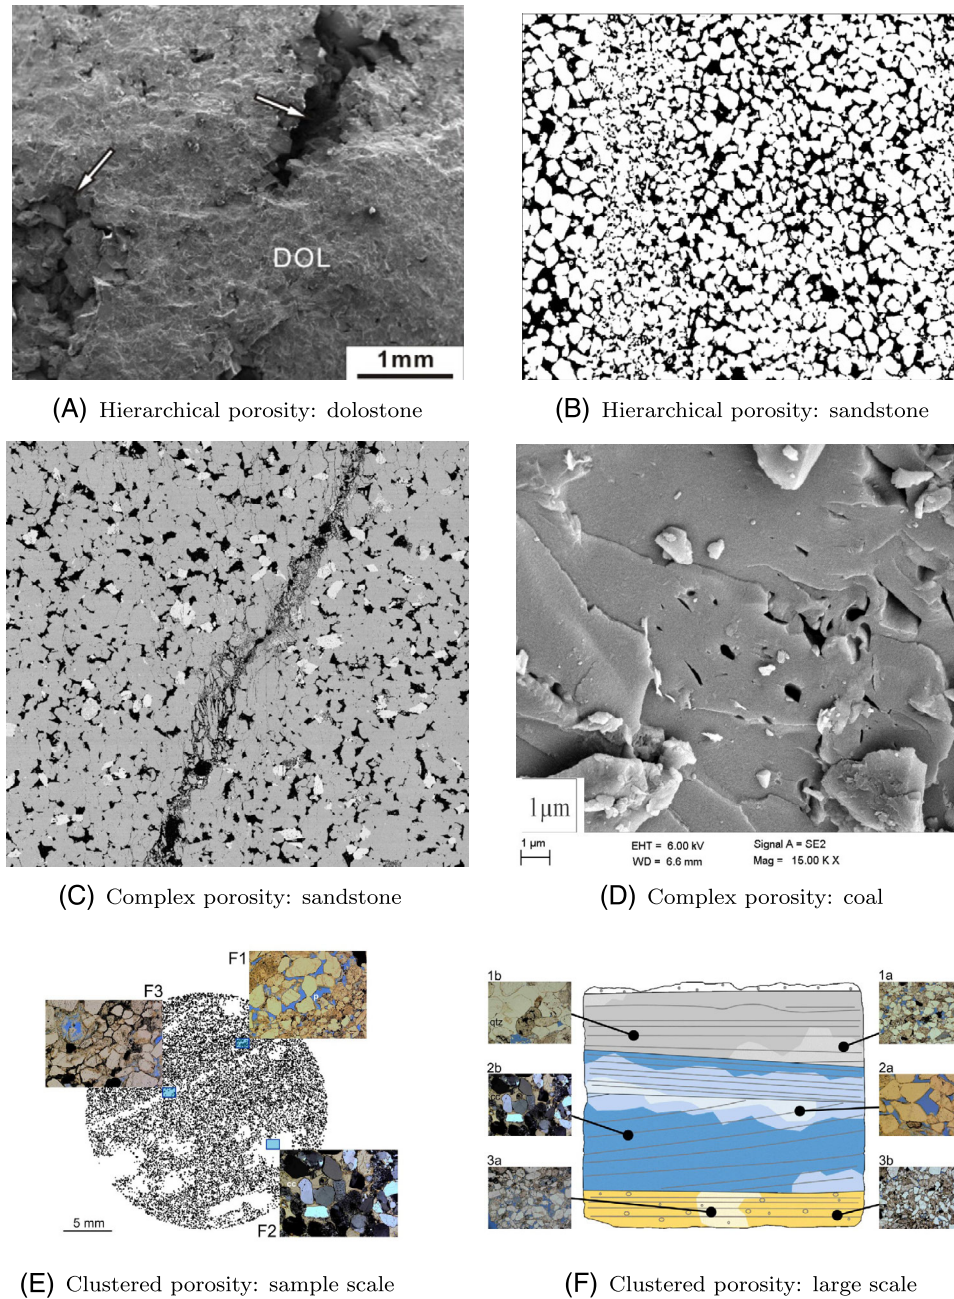 DOL
1mm
(A) Hierarchical porosity: dolostone
(B) Hierarchical porosity: sandstone
(C) Complex porosity: sandstone
1μm
1 μm
EHT = 6.00 kV
WD = 6.6 mm
Signal A = SE2
Mag = 15.00 K X
(D) Complex porosity: coal
F1
F3
p
F2
5 mm
(E) Clustered porosity: sample scale
1b
1a
qtz
2b
2a
3a
3b
(F) Clustered porosity: large scale